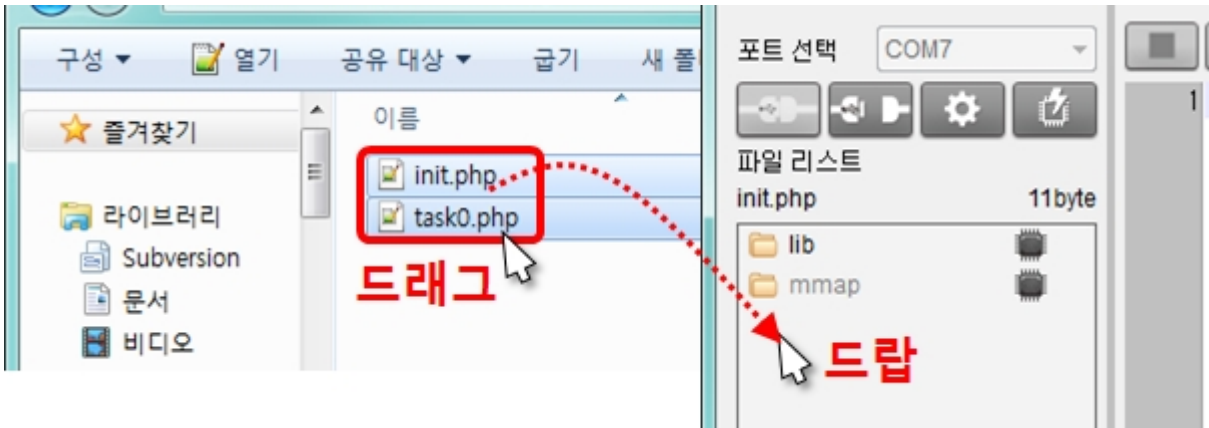 구성 열기 공유 대상 굽기 새 폴
즐겨찾기
라이브러리
Subversion
문서
비디오
이름
init.php
task0.php
드래그
포트 선택 COM7
파일 리스트
init.php 11byte
lib
mmap
드랍
1